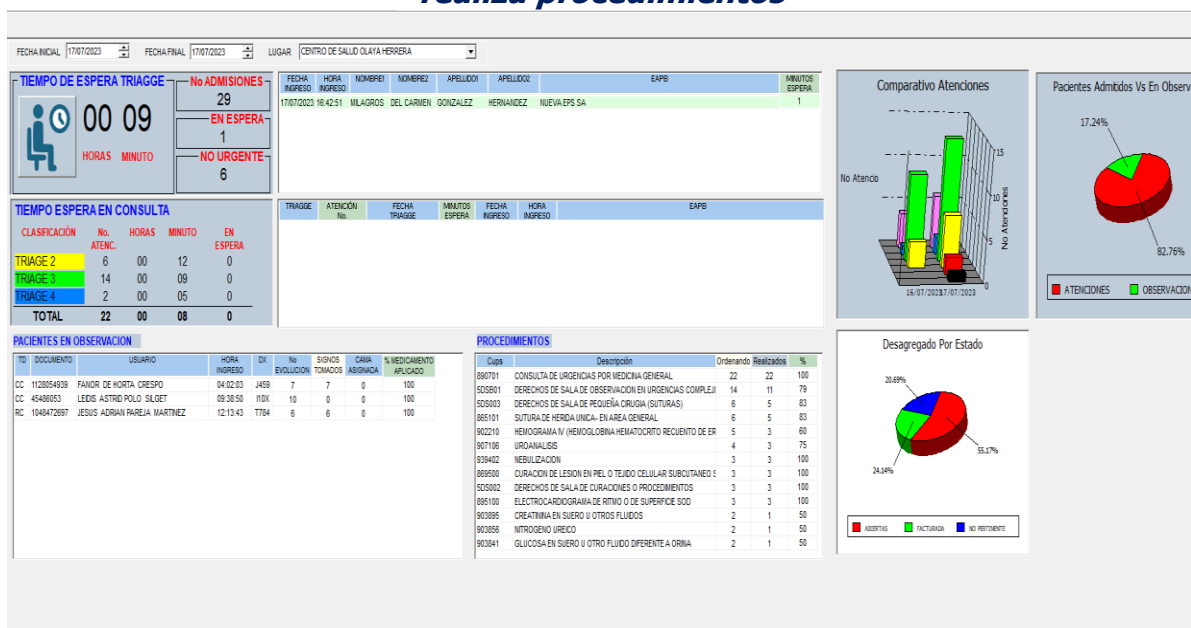 realiza procedimientos
FECHA INICIAL 17/07/2023 FECHA FINAL 17/07/2023 LUGAR CENTRO DE SALUD OLAYA HERRERA
TIEMPO DE ESPERA TRIAGGE
00 09
HORAS MINUTO
No ADMISIONES
29
EN ESPERA
1
NO URGENTE
6
FECHA INGRESO HORA INGRESO NOMBRE1 NOMBRE2 APELLIDO1 APELLIDO2 EAPB MINUTOS ESPERA
17/07/2023 16:42:51 MILAGROS DEL CARMEN GONZALEZ HERNANDEZ NUEVA EPS SA 1
TIEMPO ESPERA EN CONSULTA
CLASIFICACIÓN No. ATENC. HORAS MINUTO EN ESPERA
TRIAGE 2 6 00 12 0
TRIAGE 3 14 00 09 0
TRIAGE 4 2 00 05 0
TOTAL 22 00 08 0
TRIAGGE ATENCIÓN No. FECHA TRIAGGE MINUTOS ESPERA FECHA INGRESO HORA INGRESO EAPB
PACIENTES EN OBSERVACION
TD DOCUMENTO USUARIO HORA INGRESO DX No EVOLUCION SIGNOS TOMADOS CAMA ASIGNADA % MEDICAMENTO APLICADO
CC 1128054939 FANOR DE HORTA CRESPO 04:02:03 J459 7 7 0 100
CC 45486053 LEDIS ASTRID POLO SILGET 09:38:50 I10X 10 0 0 100
RC 1048472697 JESUS ADRIAN PAREJA MARTINEZ 12:13:43 T784 6 6 0 100
PROCEDIMIENTOS
Cups Descripción Ordenando Realizados %
890701 CONSULTA DE URGENCIAS POR MEDICINA GENERAL 22 22 100
5DSB01 DERECHOS DE SALA DE OBSERVACION EN URGENCIAS COMPLEJI 14 11 79
5DS003 DERECHOS DE SALA DE PEQUEÑA CIRUGIA (SUTURAS) 6 5 83
865101 SUTURA DE HERIDA UNICA- EN AREA GENERAL 6 5 83
902210 HEMOGRAMA IV (HEMOGLOBINA HEMATOCRITO RECUENTO DE ER 5 3 60
907106 UROANALISIS 4 3 75
939402 NEBULIZACION 3 3 100
869500 CURACION DE LESION EN PIEL O TEJIDO CELULAR SUBCUTANEO S 3 3 100
5DS002 DERECHOS DE SALA DE CURACIONES O PROCEDIMIENTOS 3 3 100
895100 ELECTROCARDIOGRAMA DE RITMO O DE SUPERFICIE SOD 3 3 100
903895 CREATININA EN SUERO U OTROS FLUIDOS 2 1 50
903856 NITROGENO UREICO 2 1 50
903841 GLUCOSA EN SUERO U OTRO FLUIDO DIFERENTE A ORINA 2 1 50
Comparativo Atenciones
No Atencio
15
10
5
0
No Atenciones
16/07/2023 17/07/2023
Pacientes Admitidos Vs En Observ
17.24%
82.76%
ATENCIONES OBSERVACION
Desagregado Por Estado
20.69%
55.17%
24.14%
ABIERTAS FACTURADA NO PERTINENTE